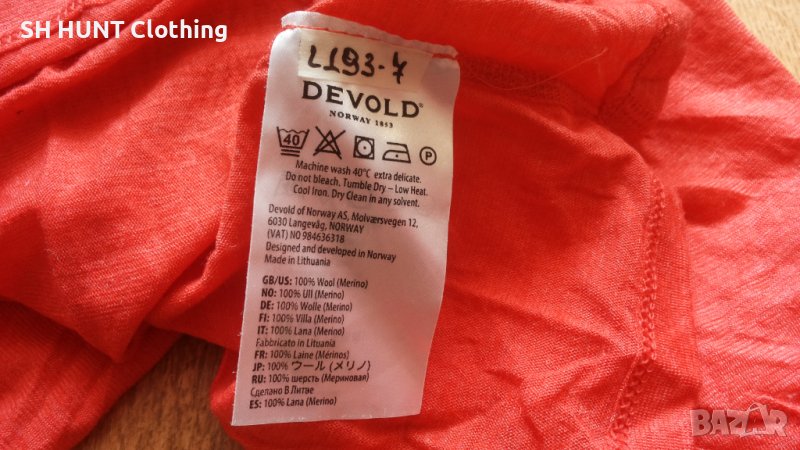 SH HUNT Clothing
L193-7
DEVOLD®
NORWAY 1853
40
P
Machine wash 40°C extra delicate.
Do not bleach. Tumble Dry – Low Heat.
Cool Iron. Dry Clean in any solvent.
Devold of Norway AS, Molværsvegen 12,
6030 Langevåg, NORWAY
(VAT) NO 984636318
Designed and developed in Norway
Made in Lithuania
GB/US: 100% Wool (Merino)
NO: 100% Ull (Merino)
DE: 100% Wolle (Merino)
FI: 100% Villa (Merino)
IT: 100% Lana (Merino)
Fabbricato in Lituania
FR: 100% Laine (Mérinos)
JP: 100% ウール (メリノ)
RU: 100% шерсть (Мериновая)
Сделано В Литве
ES: 100% Lana (Merino)
BAZAR